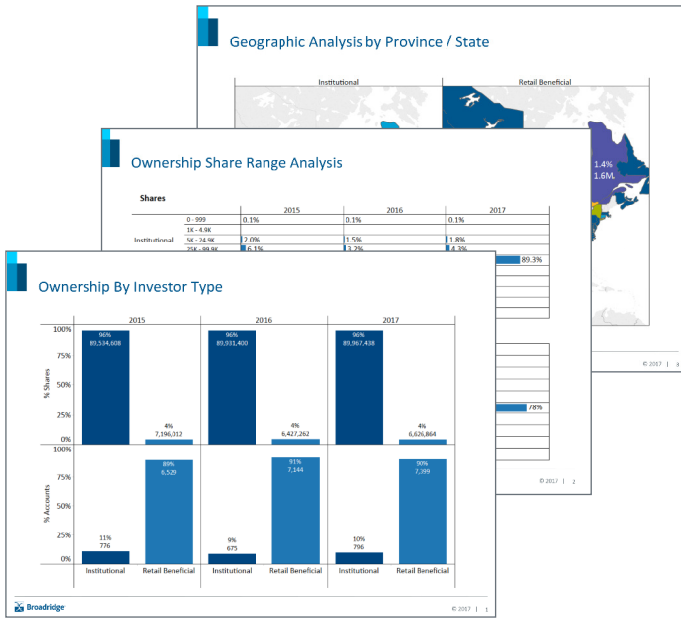 Geographic Analysis by Province / State
Institutional Retail Beneficial
1.4%
1.6M
© 2017 | 3
Ownership Share Range Analysis
Shares
2015 2016 2017
0 - 999 0.1% 0.1% 0.1%
1K - 4.9K
Institutional 5K - 24.9K 2.0% 1.5% 1.8%
25K - 99.9K 6.1% 3.2% 4.3%
89.3%
78%
© 2017 | 2
Ownership By Investor Type
2015 2016 2017
% Shares
100%
75%
50%
25%
0%
96% 96% 96%
89,534,608 89,931,400 89,967,438
4% 4% 4%
7,196,012 6,427,262 6,626,864
% Accounts
100%
75%
50%
25%
0%
89% 91% 90%
6,529 7,144 7,399
11% 9% 10%
776 675 796
Institutional Retail Beneficial Institutional Retail Beneficial Institutional Retail Beneficial
Broadridge
© 2017 | 1